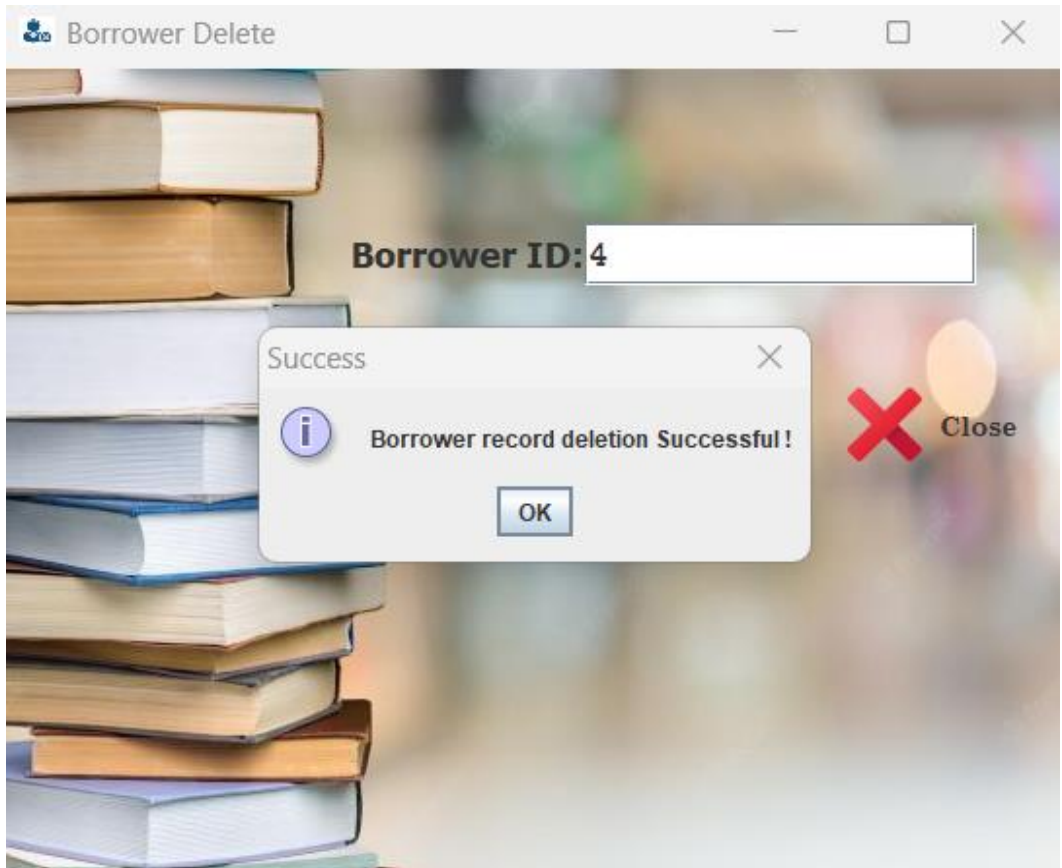 Borrower Delete
Borrower ID: 4
Success
i
Borrower record deletion Successful!
OK
Close